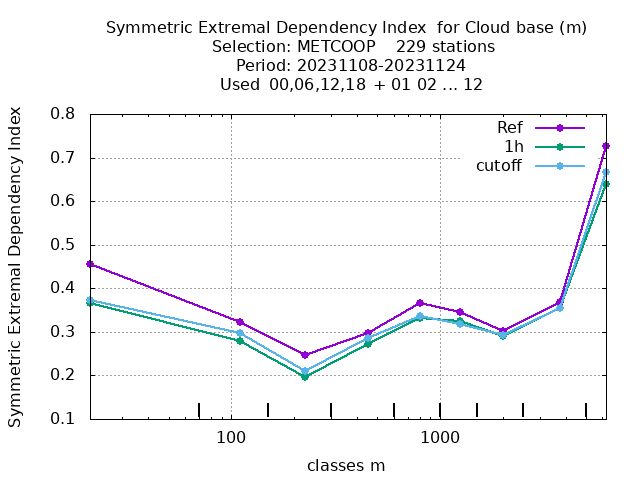 Symmetric Extremal Dependency Index  for Cloud base (m)
Selection: METCOOP    229 stations
Period: 20231108-20231124
Used  00,06,12,18  + 01 02 ... 12
Symmetric Extremal Dependency Index
0.8
0.7
0.6
0.5
0.4
0.3
0.2
0.1
Ref
1h
cutoff
100
1000
classes m